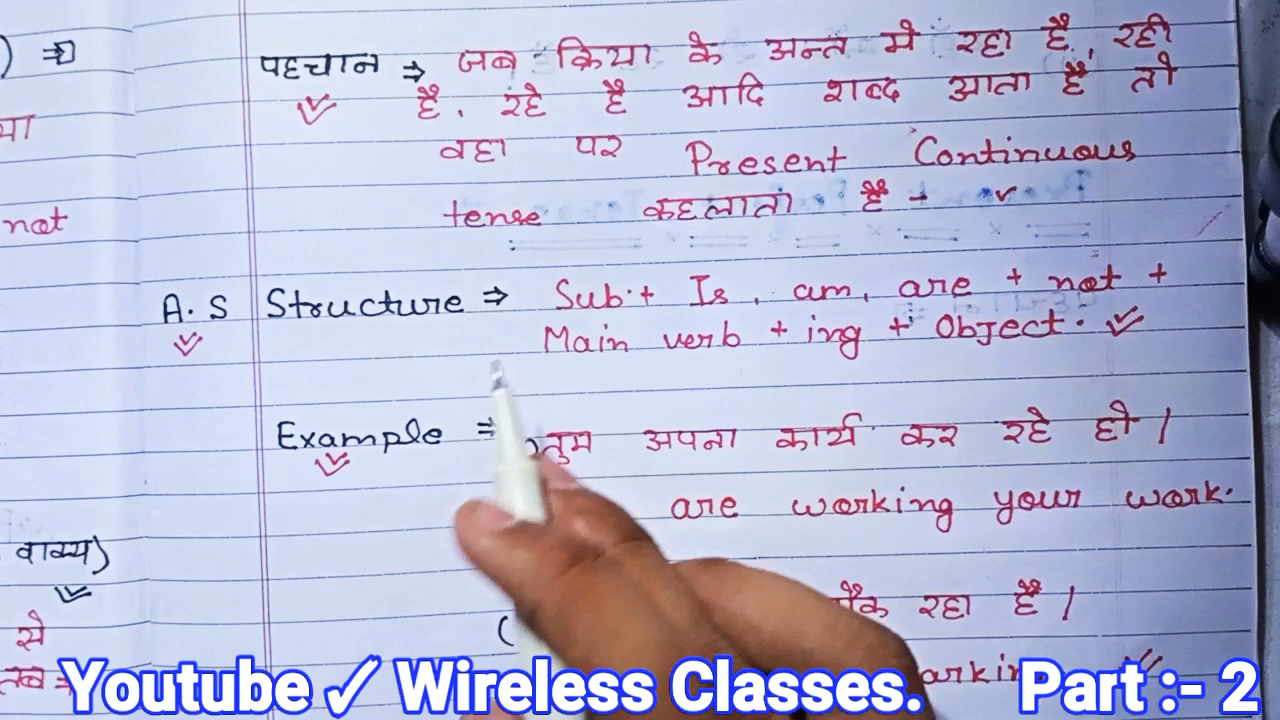 पहचान ⇒ जब क्रिया के अन्त मे रहा है, रही
है, रहे है आदि शब्द आता है तो
वहा पर Present Continuous
tense कहलाता है -
A.S Structure ⇒ Sub.+ Is, am, are + not +
not
Main verb + ing + Object.
Example ⇒ तुम अपना कार्य कर रहे हो।
are working your work.
वाक्य)
रहा है।
से
Youtube ✓ Wireless Classes. Part :- 2